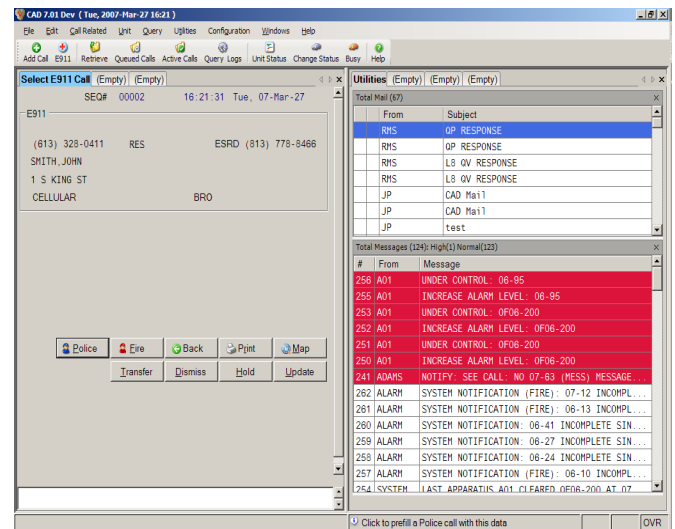 CAD 7.01 Dev ( Tue, 2007-Mar-27 16:21 )
File Edit Call Related Unit Query Utilities Configuration Windows Help
Add Call E911 Retrieve Queued Calls Active Calls Query Logs Unit Status Change Status Busy Help
Select E911 Call (Empty) (Empty)
SEQ# 00002 16:21:31 Tue, 07-Mar-27
E911
(613) 328-0411 RES ESRD (813) 778-8466
SMITH,JOHN
1 S KING ST
CELLULAR BRO
Police Fire Back Print Map
Transfer Dismiss Hold Update
Utilities (Empty) (Empty) (Empty)
Total Mail (67)
From Subject
RMS QP RESPONSE
RMS QP RESPONSE
RMS L8 QV RESPONSE
RMS L8 QV RESPONSE
JP CAD Mail
JP CAD Mail
JP test
Total Messages (124): High(1) Normal(123)
# From Message
256 A01 UNDER CONTROL: 06-95
255 A01 INCREASE ALARM LEVEL: 06-95
253 A01 UNDER CONTROL: 0F06-200
252 A01 INCREASE ALARM LEVEL: 0F06-200
251 A01 UNDER CONTROL: 0F06-200
250 A01 INCREASE ALARM LEVEL: 0F06-200
241 ADAMS NOTIFY: SEE CALL: NO 07-63 (MESS) MESSAGE...
262 ALARM SYSTEM NOTIFICATION (FIRE): 07-12 INCOMPL...
261 ALARM SYSTEM NOTIFICATION (FIRE): 06-13 INCOMPL...
260 ALARM SYSTEM NOTIFICATION: 06-41 INCOMPLETE SIN...
259 ALARM SYSTEM NOTIFICATION: 06-27 INCOMPLETE SIN...
258 ALARM SYSTEM NOTIFICATION: 06-24 INCOMPLETE SIN...
257 ALARM SYSTEM NOTIFICATION (FIRE): 06-10 INCOMPL...
254 SYSTEM LAST APPARATUS A01 CLEARED 0F06-200 AT 07
Click to prefill a Police call with this data OVR